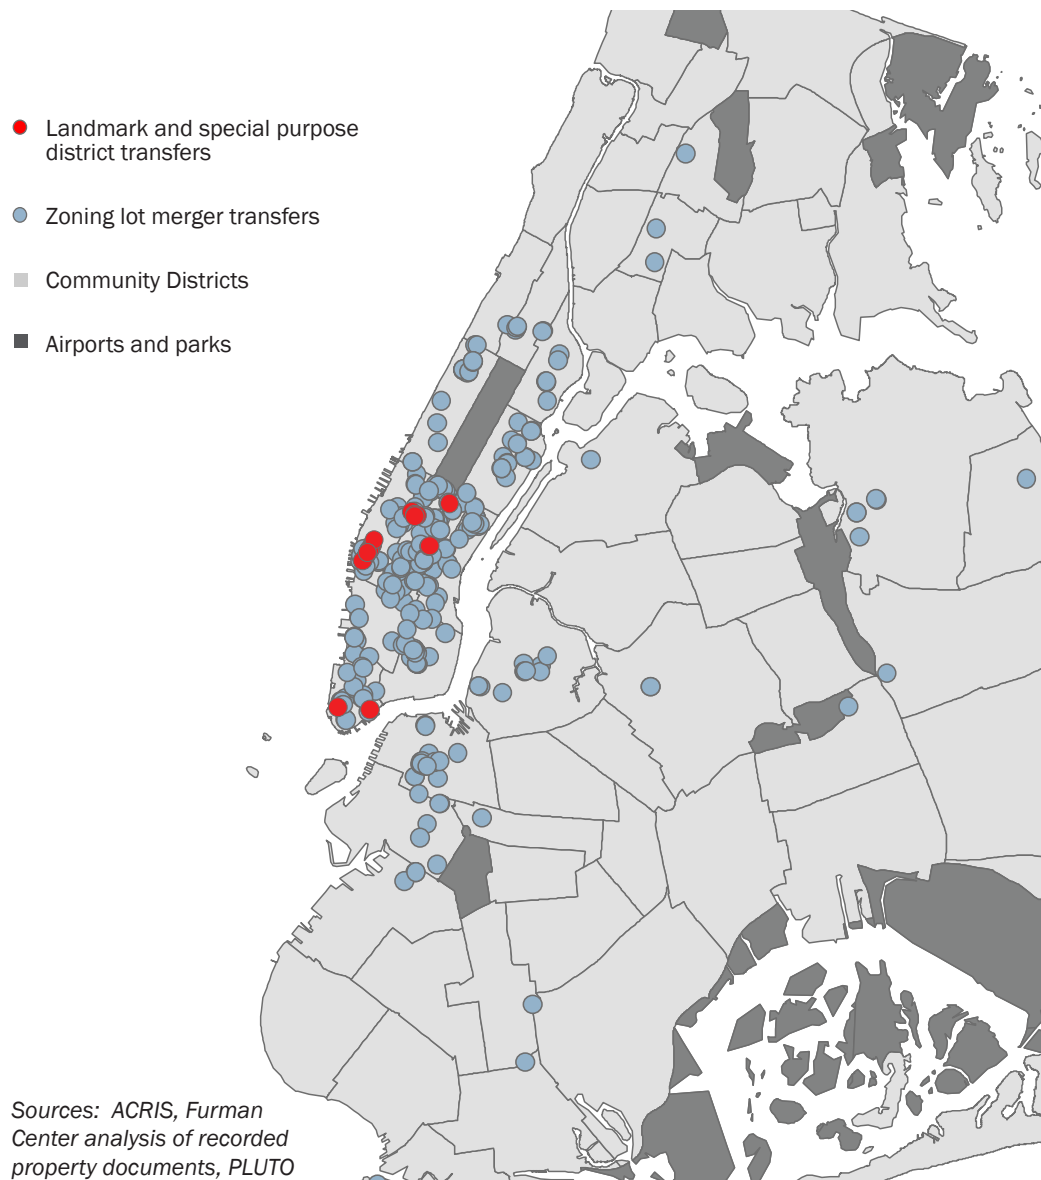 Landmark and special purpose
district transfers
Zoning lot merger transfers
Community Districts
Airports and parks
Sources:  ACRIS, Furman
Center analysis of recorded
property documents, PLUTO